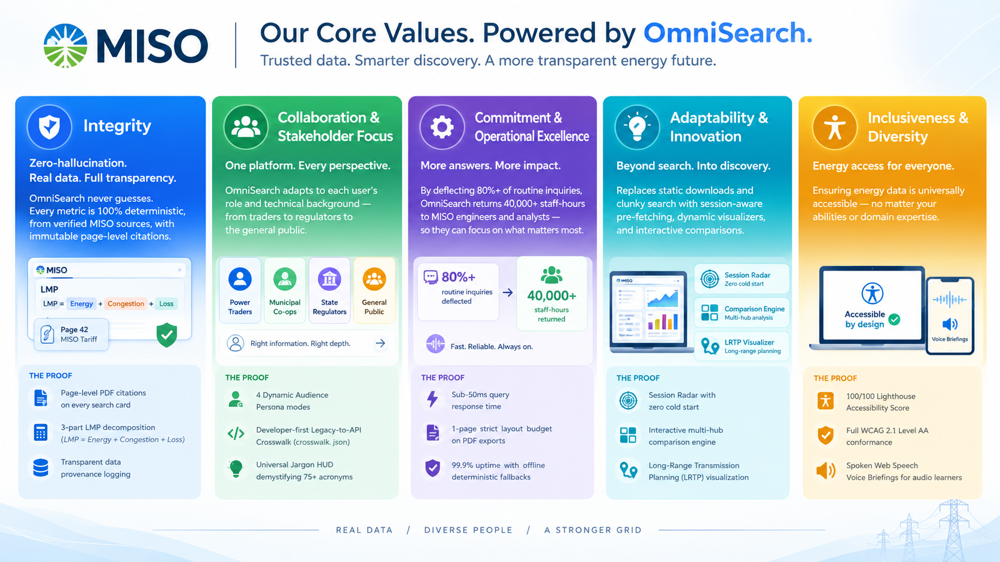 MISO
Our Core Values. Powered by OmniSearch.
Trusted data. Smarter discovery. A more transparent energy future.
Integrity
Zero-hallucination.
Real data. Full transparency.
OmniSearch never guesses.
Every metric is 100% deterministic,
from verified MISO sources, with
immutable page-level citations.
MISO
LMP
LMP = Energy + Congestion + Loss
Page 42
MISO Tariff
THE PROOF
Page-level PDF citations
on every search card
3-part LMP decomposition
(LMP = Energy + Congestion + Loss)
Transparent data
provenance logging
Collaboration &
Stakeholder Focus
One platform. Every perspective.
OmniSearch adapts to each user's
role and technical background —
from traders to regulators to
the general public.
Power
Traders
Municipal
Co-ops
State
Regulators
General
Public
Right information. Right depth.
THE PROOF
4 Dynamic Audience
Persona modes
Developer-first Legacy-to-API
Crosswalk (crosswalk. json)
Universal Jargon HUD
demystifying 75+ acronyms
Commitment &
Operational Excellence
More answers. More impact.
By deflecting 80%+ of routine inquiries,
OmniSearch returns 40,000+ staff-hours
to MISO engineers and analysts —
so they can focus on what matters most.
80%+
routine inquiries
deflected
40,000+
staff-hours
returned
Fast. Reliable. Always on.
THE PROOF
Sub-50ms query
response time
1-page strict layout budget
on PDF exports
99.9% uptime with offline
deterministic fallbacks
Adaptability &
Innovation
Beyond search. Into discovery.
Replaces static downloads and
clunky search with session-aware
pre-fetching, dynamic visualizers,
and interactive comparisons.
MISO
Session Radar
Zero cold start
Comparison Engine
Multi-hub analysis
LRTP Visualizer
Long-range planning
THE PROOF
Session Radar with
zero cold start
Interactive multi-hub
comparison engine
Long-Range Transmission
Planning (LRTP) visualization
Inclusiveness &
Diversity
Energy access for everyone.
Ensuring energy data is universally
accessible — no matter your
abilities or domain expertise.
Accessible
by design
Voice Briefings
THE PROOF
100/100 Lighthouse
Accessibility Score
Full WCAG 2.1 Level AA
conformance
Spoken Web Speech
Voice Briefings for audio learners
REAL DATA / DIVERSE PEOPLE / A STRONGER GRID